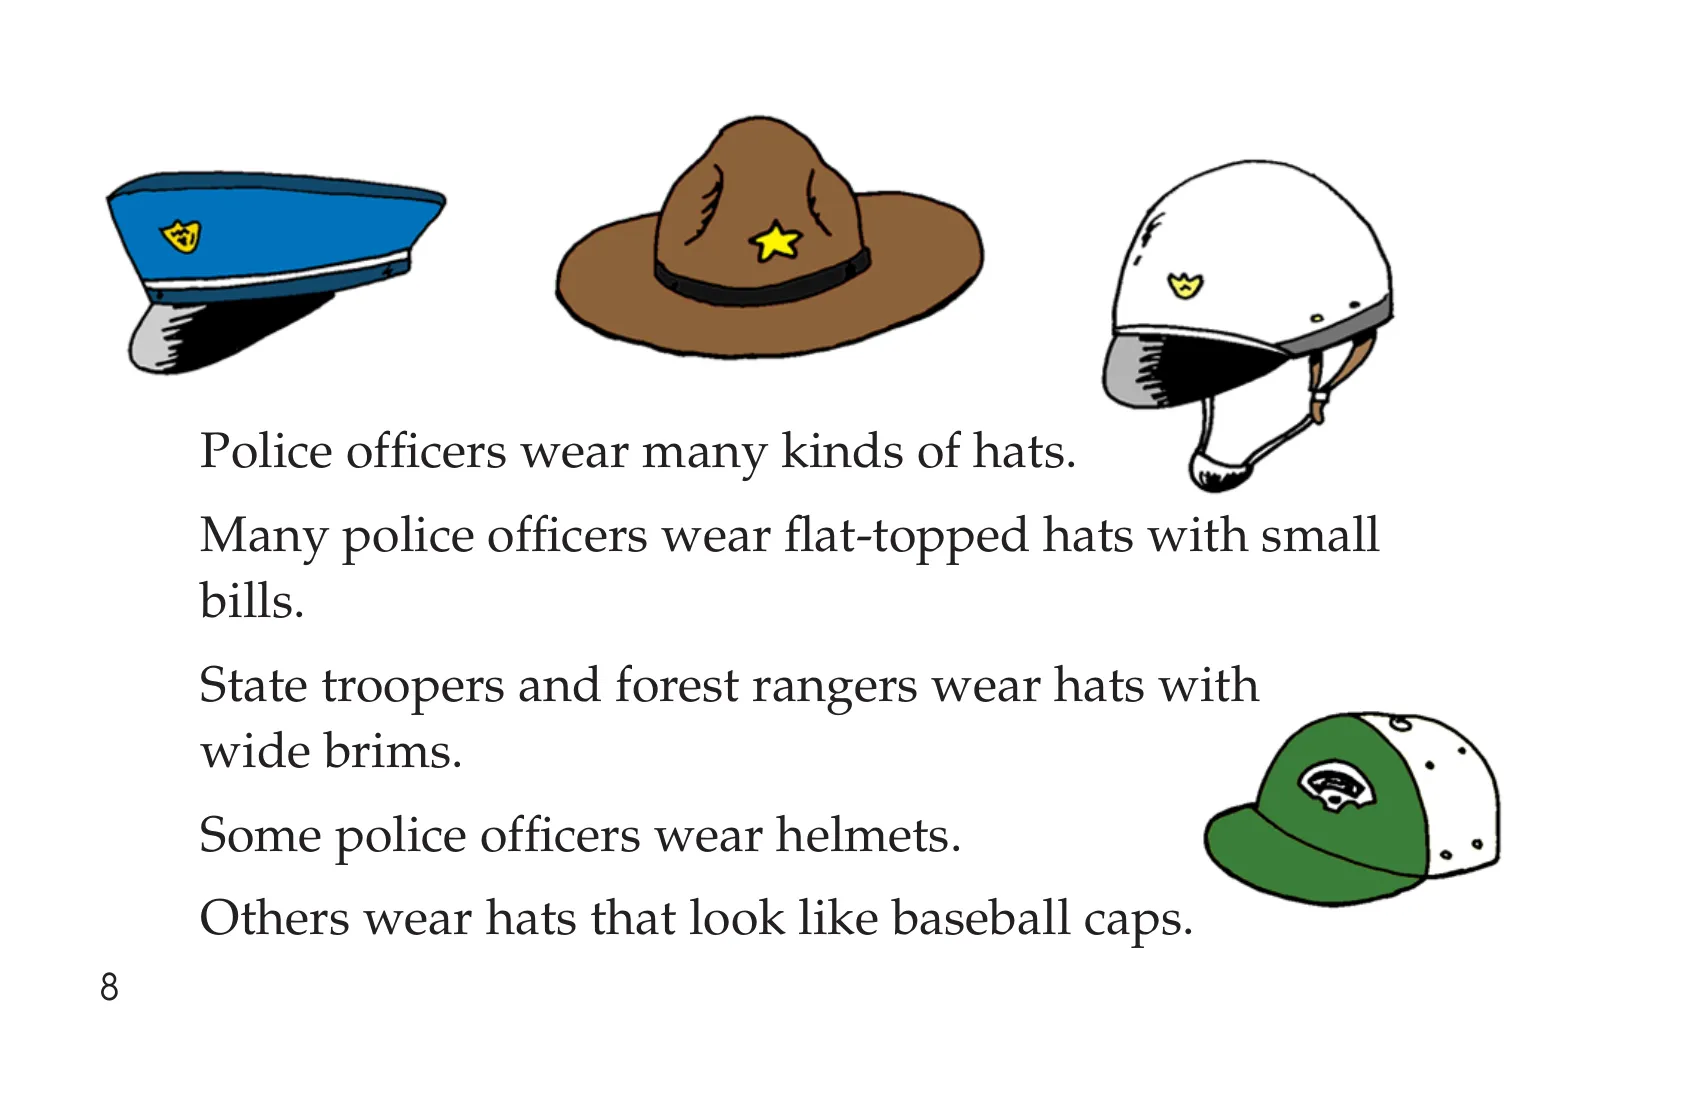 Police officers wear many kinds of hats.
Many police officers wear flat-topped hats with small
bills.
State troopers and forest rangers wear hats with
wide brims.
Some police officers wear helmets.
Others wear hats that look like baseball caps.
8